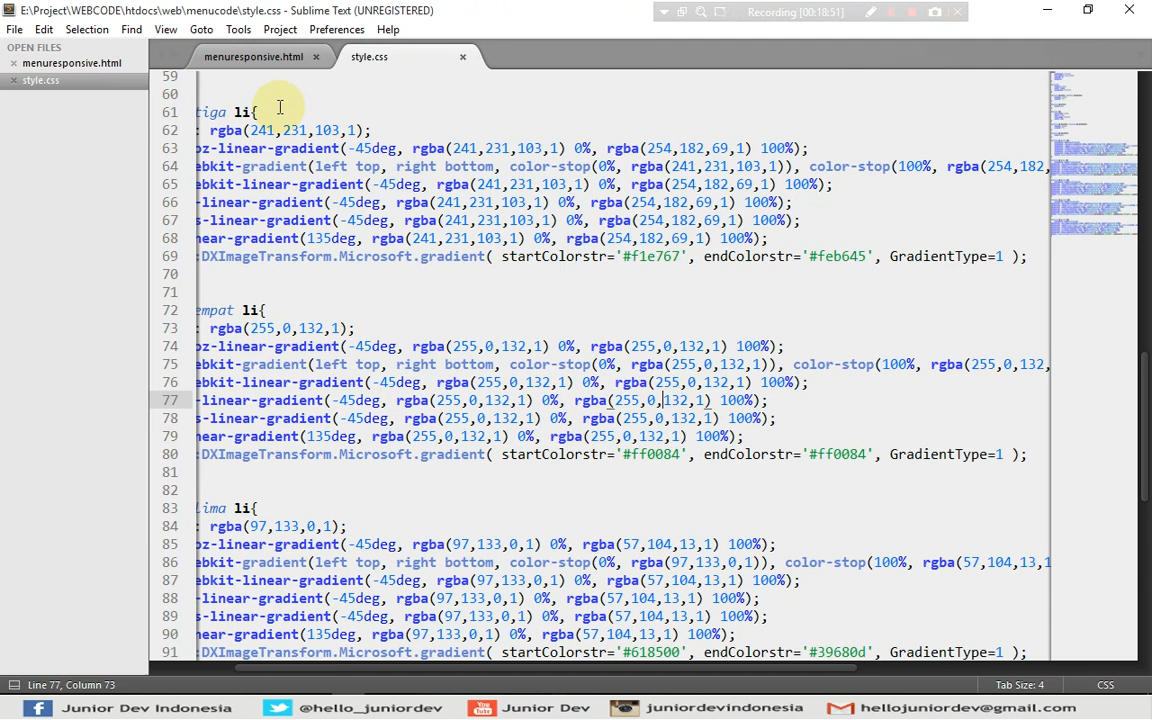 E:\Project\WEBCODE\htdocs\web\menucode\style.css - Sublime Text (UNREGISTERED)
Recording [00:18:51]
File Edit Selection Find View Goto Tools Project Preferences Help
OPEN FILES
menuresponsive.html
style.css
menuresponsive.html style.css
59
60
61 tiga li{
62 : rgba(241,231,103,1);
63 oz-linear-gradient(-45deg, rgba(241,231,103,1) 0%, rgba(254,182,69,1) 100%);
64 ebkit-gradient(left top, right bottom, color-stop(0%, rgba(241,231,103,1)), color-stop(100%, rgba(254,182,
65 ebkit-linear-gradient(-45deg, rgba(241,231,103,1) 0%, rgba(254,182,69,1) 100%);
66 -linear-gradient(-45deg, rgba(241,231,103,1) 0%, rgba(254,182,69,1) 100%);
67 s-linear-gradient(-45deg, rgba(241,231,103,1) 0%, rgba(254,182,69,1) 100%);
68 near-gradient(135deg, rgba(241,231,103,1) 0%, rgba(254,182,69,1) 100%);
69 :DXImageTransform.Microsoft.gradient( startColorstr='#f1e767', endColorstr='#feb645', GradientType=1 );
70
71
72 empat li{
73 : rgba(255,0,132,1);
74 oz-linear-gradient(-45deg, rgba(255,0,132,1) 0%, rgba(255,0,132,1) 100%);
75 ebkit-gradient(left top, right bottom, color-stop(0%, rgba(255,0,132,1)), color-stop(100%, rgba(255,0,132,
76 ebkit-linear-gradient(-45deg, rgba(255,0,132,1) 0%, rgba(255,0,132,1) 100%);
77 -linear-gradient(-45deg, rgba(255,0,132,1) 0%, rgba(255,0,132,1) 100%);
78 s-linear-gradient(-45deg, rgba(255,0,132,1) 0%, rgba(255,0,132,1) 100%);
79 near-gradient(135deg, rgba(255,0,132,1) 0%, rgba(255,0,132,1) 100%);
80 :DXImageTransform.Microsoft.gradient( startColorstr='#ff0084', endColorstr='#ff0084', GradientType=1 );
81
82
83 lima li{
84 : rgba(97,133,0,1);
85 oz-linear-gradient(-45deg, rgba(97,133,0,1) 0%, rgba(57,104,13,1) 100%);
86 ebkit-gradient(left top, right bottom, color-stop(0%, rgba(97,133,0,1)), color-stop(100%, rgba(57,104,13,1
87 ebkit-linear-gradient(-45deg, rgba(97,133,0,1) 0%, rgba(57,104,13,1) 100%);
88 -linear-gradient(-45deg, rgba(97,133,0,1) 0%, rgba(57,104,13,1) 100%);
89 s-linear-gradient(-45deg, rgba(97,133,0,1) 0%, rgba(57,104,13,1) 100%);
90 near-gradient(135deg, rgba(97,133,0,1) 0%, rgba(57,104,13,1) 100%);
91 :DXImageTransform.Microsoft.gradient( startColorstr='#618500', endColorstr='#39680d', GradientType=1 );
Line 77, Column 73 Tab Size: 4 CSS
Junior Dev Indonesia @hello_juniordev Junior Dev juniordevindonesia hellojuniordev@gmail.com